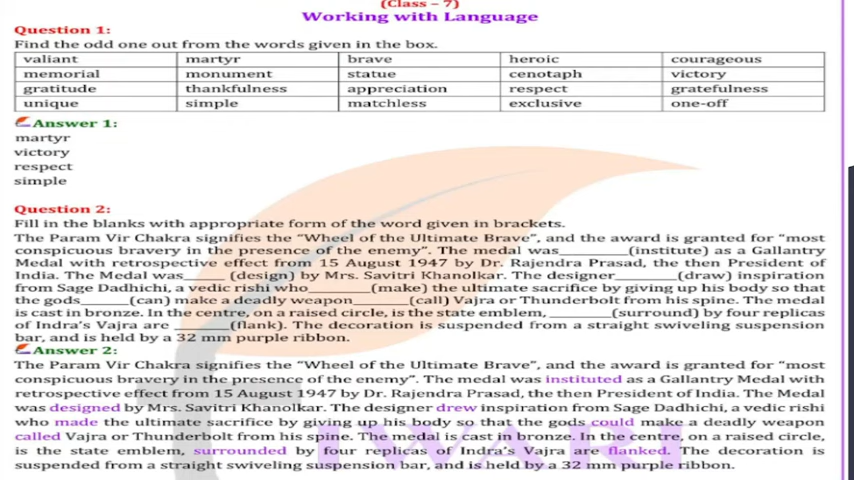 (Class – 7)
Working with Language
Question 1:
Find the odd one out from the words given in the box.
valiant martyr brave heroic courageous
memorial monument statue cenotaph victory
gratitude thankfulness appreciation respect gratefulness
unique simple matchless exclusive one-off
Answer 1:
martyr
victory
respect
simple
Question 2:
Fill in the blanks with appropriate form of the word given in brackets.
The Param Vir Chakra signifies the “Wheel of the Ultimate Brave”, and the award is granted for “most
conspicuous bravery in the presence of the enemy”. The medal was________(institute) as a Gallantry
Medal with retrospective effect from 15 August 1947 by Dr. Rajendra Prasad, the then President of
India. The Medal was_____ (design) by Mrs. Savitri Khanolkar. The designer_______(draw) inspiration
from Sage Dadhichi, a vedic rishi who_______(make) the ultimate sacrifice by giving up his body so that
the gods______(can) make a deadly weapon_______(call) Vajra or Thunderbolt from his spine. The medal
is cast in bronze. In the centre, on a raised circle, is the state emblem, ________(surround) by four replicas
of Indra’s Vajra are _______(flank). The decoration is suspended from a straight swiveling suspension
bar, and is held by a 32 mm purple ribbon.
Answer 2:
The Param Vir Chakra signifies the “Wheel of the Ultimate Brave”, and the award is granted for “most
conspicuous bravery in the presence of the enemy”. The medal was instituted as a Gallantry Medal with
retrospective effect from 15 August 1947 by Dr. Rajendra Prasad, the then President of India. The Medal
was designed by Mrs. Savitri Khanolkar. The designer drew inspiration from Sage Dadhichi, a vedic rishi
who made the ultimate sacrifice by giving up his body so that the gods could make a deadly weapon
called Vajra or Thunderbolt from his spine. The medal is cast in bronze. In the centre, on a raised circle,
is the state emblem, surrounded by four replicas of Indra’s Vajra are flanked. The decoration is
suspended from a straight swiveling suspension bar, and is held by a 32 mm purple ribbon.